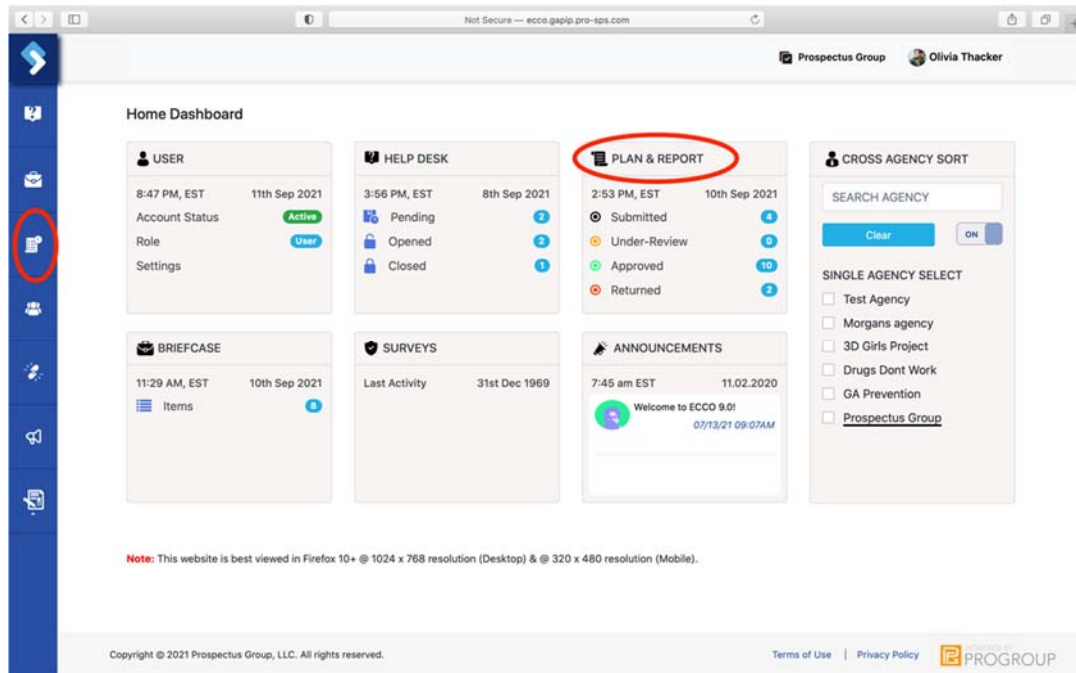 Not Secure — ecco.gapip.pro-sps.com
Prospectus Group
Olivia Thacker
Home Dashboard
USER
8:47 PM, EST 11th Sep 2021
Account Status Active
Role User
Settings
HELP DESK
3:56 PM, EST 8th Sep 2021
Pending 2
Opened 2
Closed 1
PLAN & REPORT
2:53 PM, EST 10th Sep 2021
Submitted 4
Under-Review 0
Approved 10
Returned 2
CROSS AGENCY SORT
SEARCH AGENCY
Clear ON
SINGLE AGENCY SELECT
Test Agency
Morgans agency
3D Girls Project
Drugs Dont Work
GA Prevention
Prospectus Group
BRIEFCASE
11:29 AM, EST 10th Sep 2021
Items 8
SURVEYS
Last Activity 31st Dec 1969
ANNOUNCEMENTS
7:45 am EST 11.02.2020
Welcome to ECCO 9.0!
07/13/21 09:07AM
Note: This website is best viewed in Firefox 10+ @ 1024 x 768 resolution (Desktop) & @ 320 x 480 resolution (Mobile).
Copyright @ 2021 Prospectus Group, LLC. All rights reserved.
Terms of Use | Privacy Policy
POWERED BY
PROGROUP